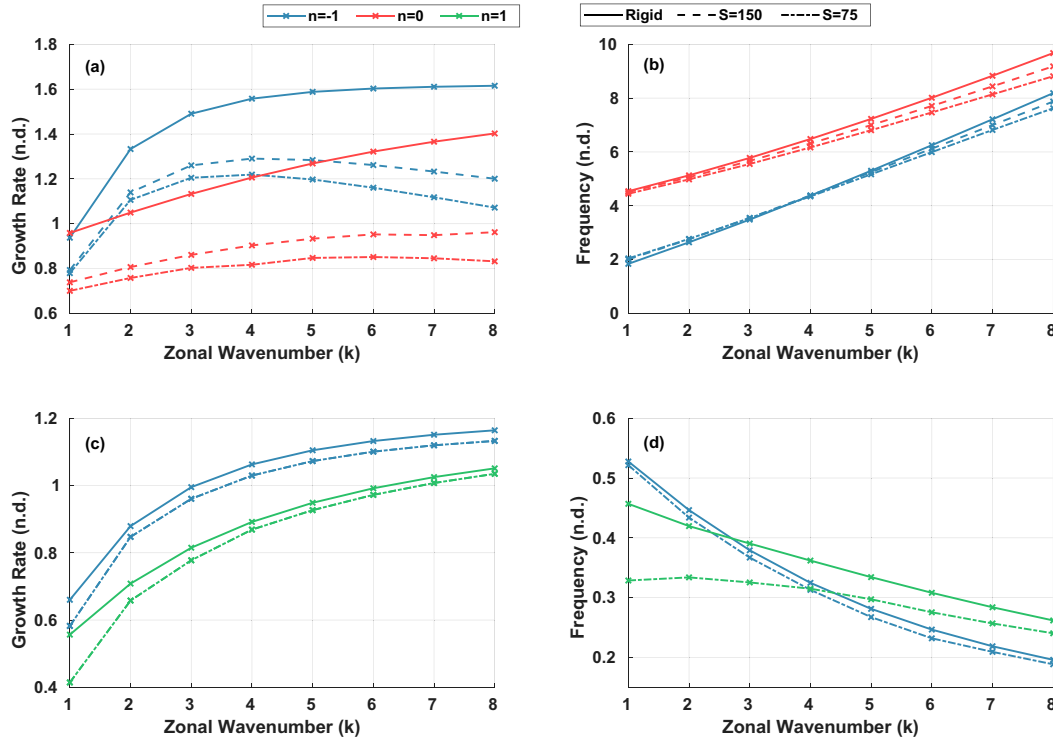 n=-1 n=0 n=1
Rigid S=150 S=75
(a)
1.8
1.6
1.4
1.2
1
0.8
0.6
Growth Rate (n.d.)
1 2 3 4 5 6 7 8
Zonal Wavenumber (k)
(b)
10
8
6
4
2
0
Frequency (n.d.)
1 2 3 4 5 6 7 8
Zonal Wavenumber (k)
(c)
1.2
1
0.8
0.6
0.4
Growth Rate (n.d.)
1 2 3 4 5 6 7 8
Zonal Wavenumber (k)
(d)
0.6
0.5
0.4
0.3
0.2
Frequency (n.d.)
1 2 3 4 5 6 7 8
Zonal Wavenumber (k)